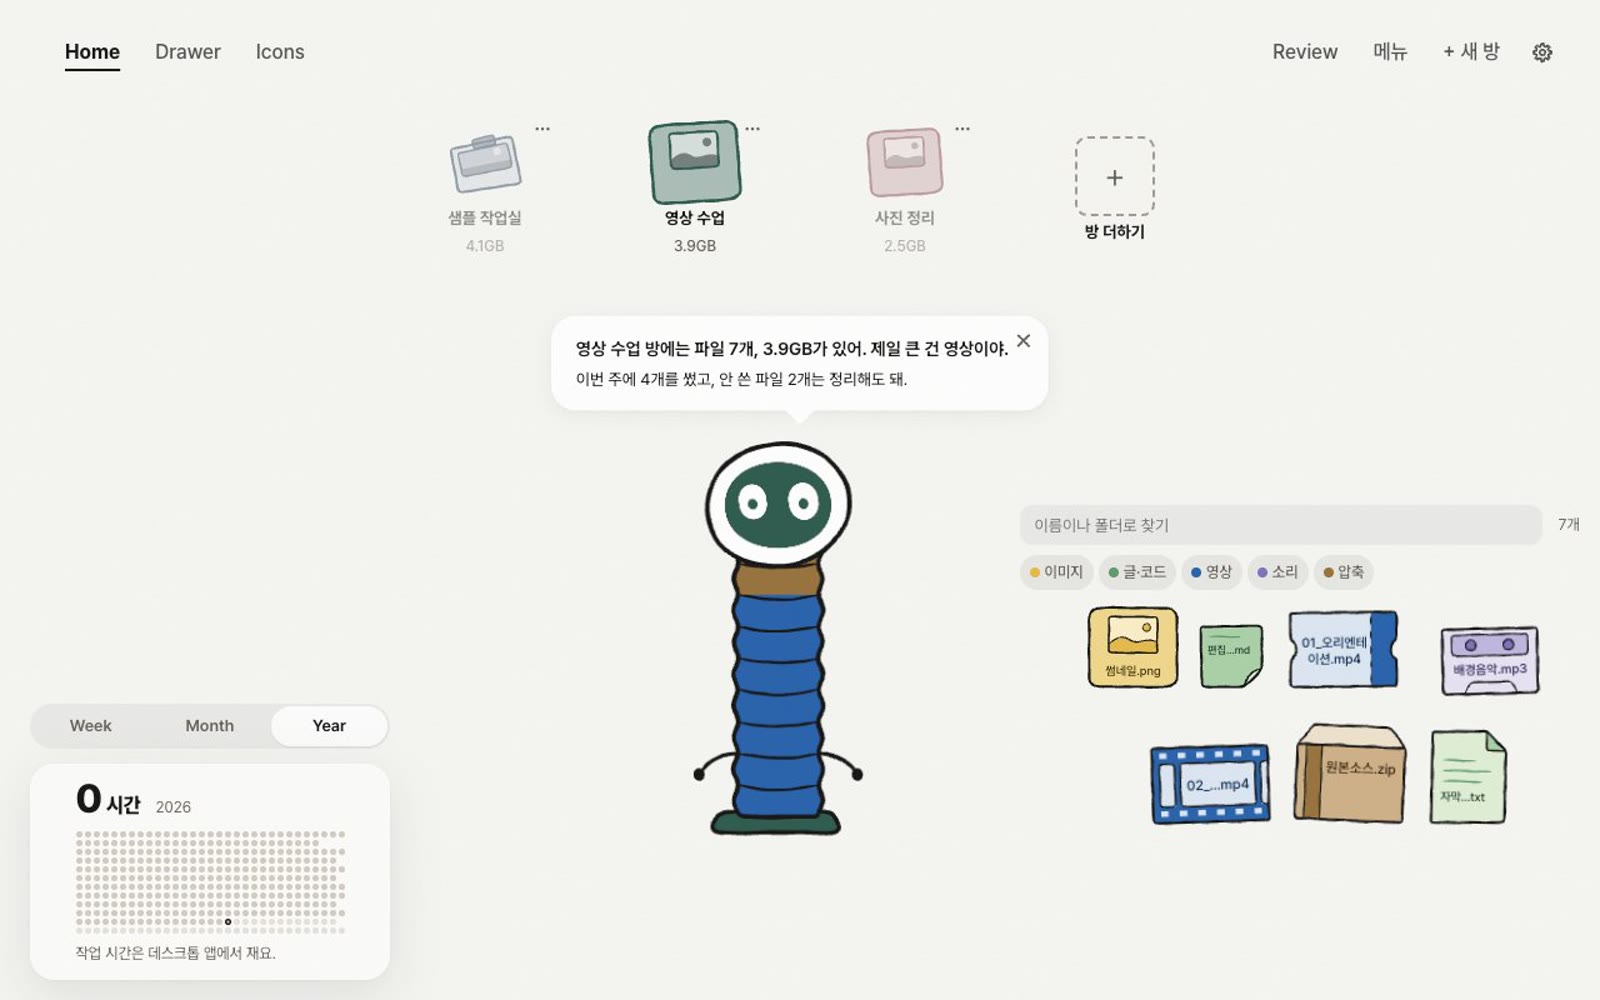 Home Drawer Icons Review 메뉴 + 새 방
샘플 작업실
4.1GB
영상 수업
3.9GB
사진 정리
2.5GB
+
방 더하기
영상 수업 방에는 파일 7개, 3.9GB가 있어. 제일 큰 건 영상이야.
이번 주에 4개를 썼고, 안 쓴 파일 2개는 정리해도 돼.
이름이나 폴더로 찾기 7개
이미지 글·코드 영상 소리 압축
썸네일.png
편집...md
01_오리엔테
이션.mp4
배경음악.mp3
02_...mp4
원본소스.zip
자막...txt
Week Month Year
0 시간 2026
작업 시간은 데스크톱 앱에서 재요.